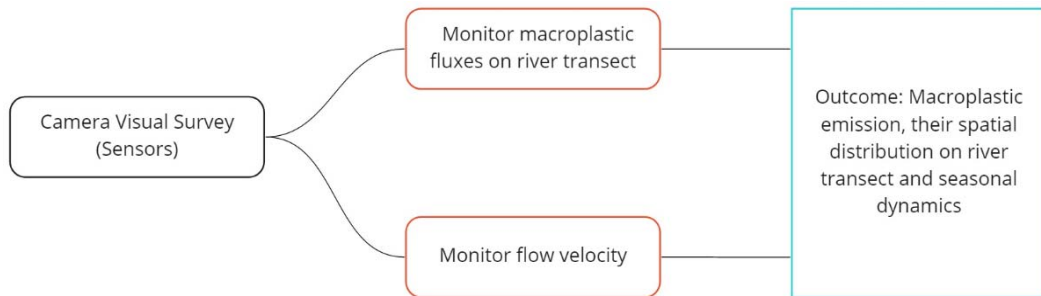 Camera Visual Survey
(Sensors)
Monitor macroplastic
fluxes on river transect
Monitor flow velocity
Outcome: Macroplastic
emission, their spatial
distribution on river
transect and seasonal
dynamics